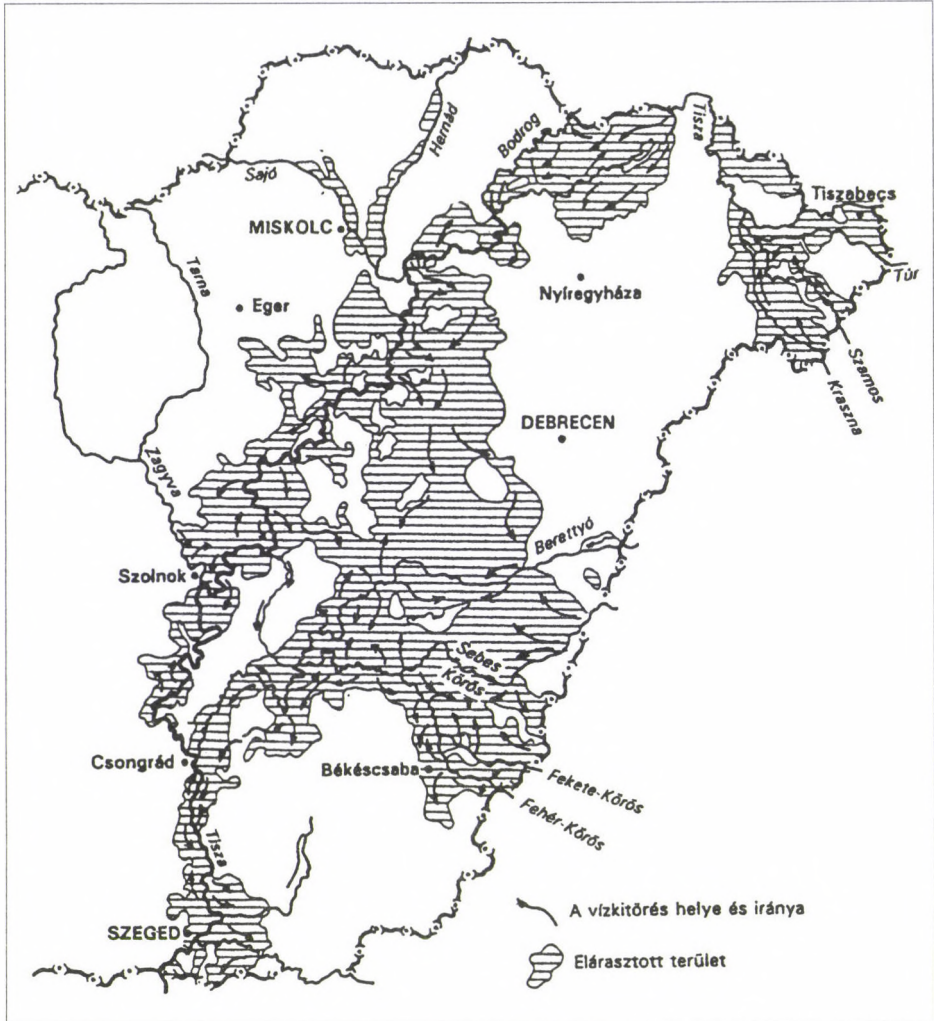 Tisza
Bodrog
Hernád
Sajó
Tiszabecs
MISKOLC
Túr
Tarna
Eger
Nyíregyháza
Szamos
Kraszna
DEBRECEN
Zagyva
Berettyó
Szolnok
Sebes
Körös
Csongrád
Békéscsaba
Fekete-Körös
Fehér-Körös
Tisza
A vízkitörés helye és iránya
SZEGED
Elárasztott terület